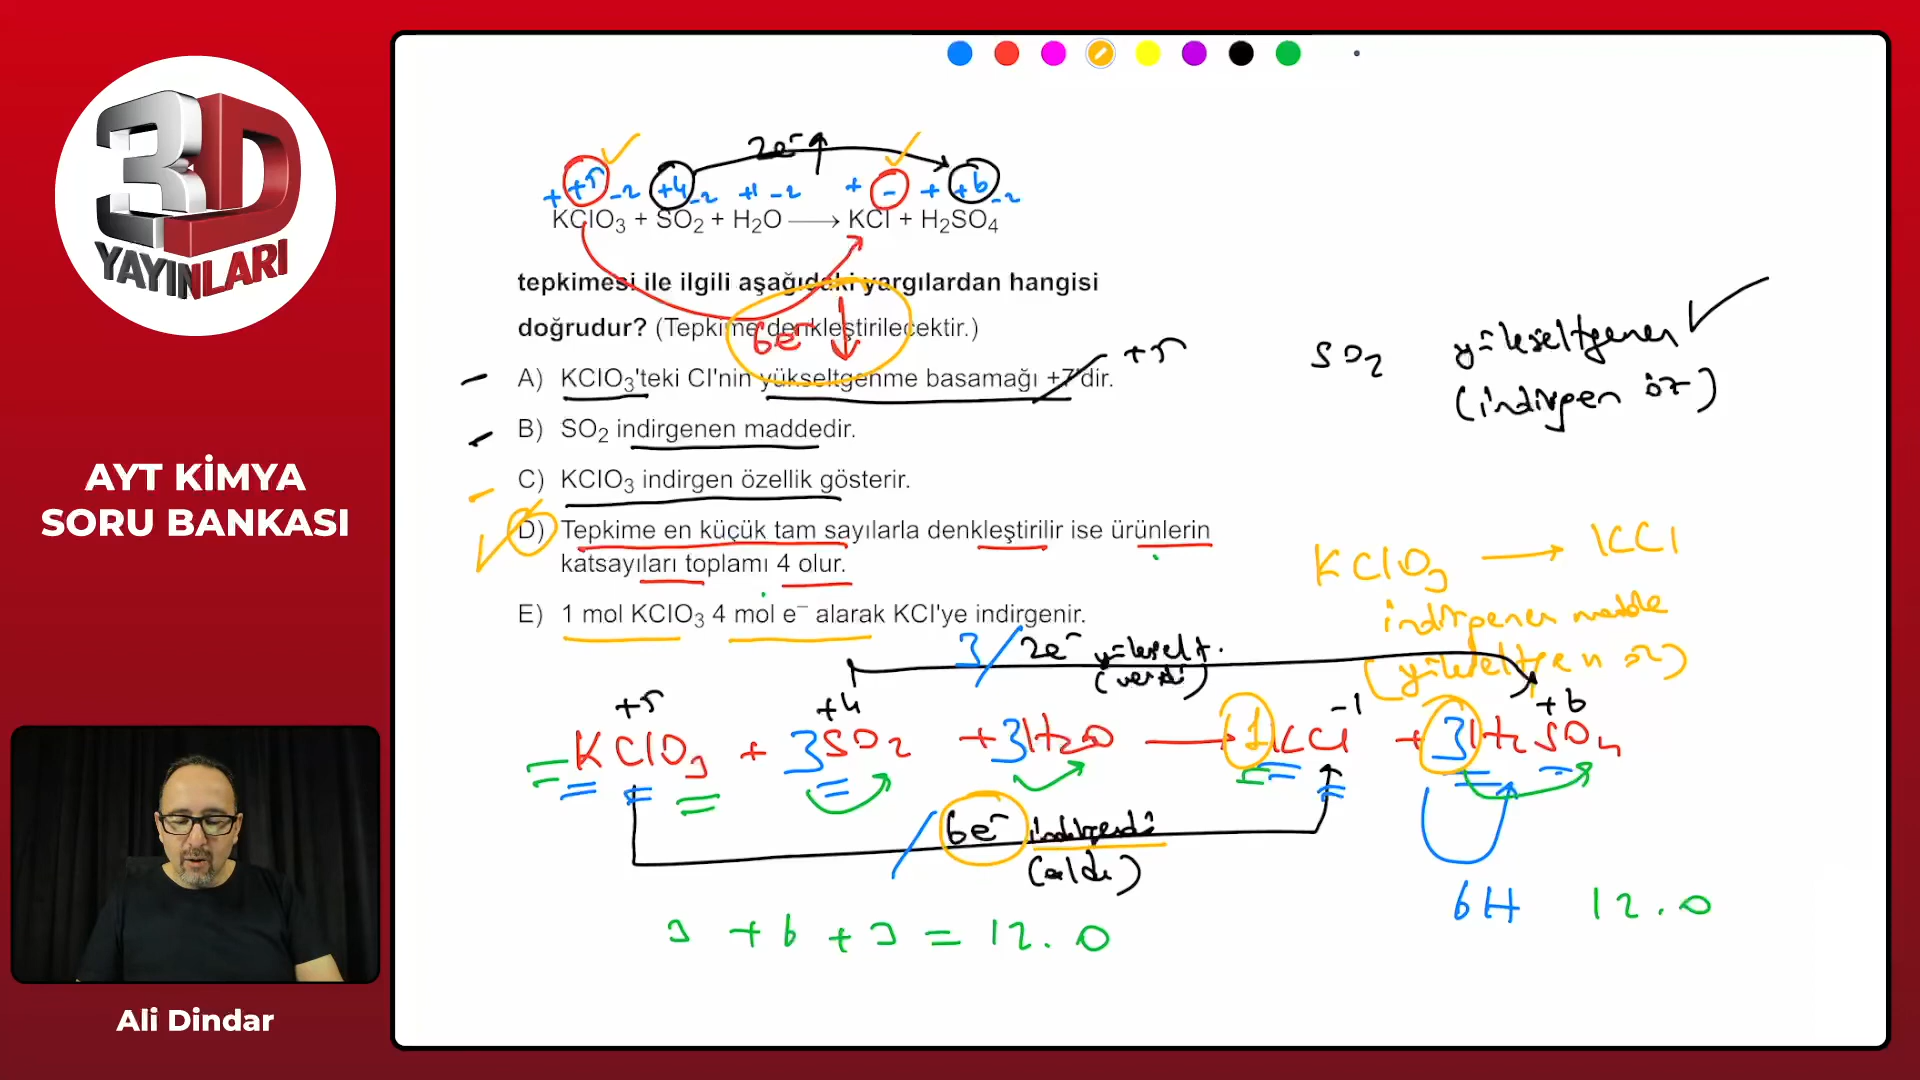 3D
YAYINLARI
AYT KİMYA
SORU BANKASI
Ali Dindar
2e⁻
+ +5 -2 +4 -2 +1 -2 + - + +6 -2
KClO₃ + SO₂ + H₂O ⟶ KCl + H₂SO₄
tepkimesi ile ilgili aşağıdaki yargılardan hangisi
doğrudur? (Tepkime denkleştirilecektir.)
6e⁻
A) KClO₃'teki Cl'nin yükseltgenme basamağı +7'dir.
+5
B) SO₂ indirgenen maddedir.
C) KClO₃ indirgen özellik gösterir.
D) Tepkime en küçük tam sayılarla denkleştirilir ise ürünlerin
katsayıları toplamı 4 olur.
E) 1 mol KClO₃ 4 mol e⁻ alarak KCl'ye indirgenir.
SO₂ yükseltgenen
(indirgen öz)
KClO₃ → KCl
indirgenen madde
(yükseltgen öz)
3/ 2e⁻ yükselt.
(verdi)
+5 +4 -1 +6
KClO₃ + 3SO₂ + 3H₂O → 1KCl + 3H₂SO₄
/ 6e⁻ indirgendi
(aldı)
6H 12.O
3 + 6 + 3 = 12.O